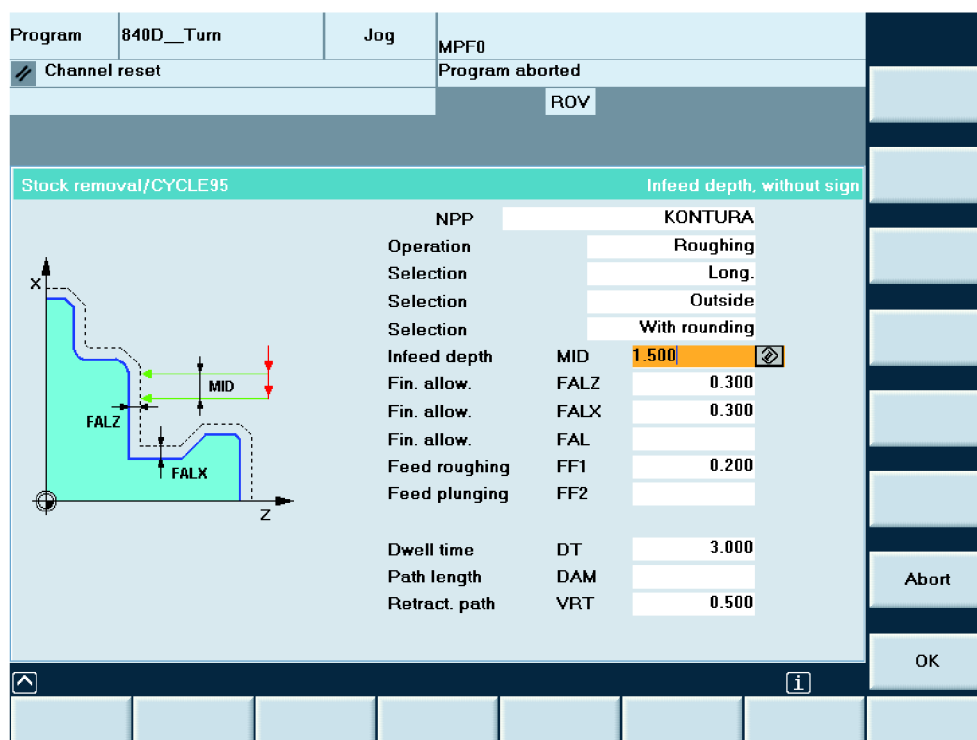 Program 840D__Turn Jog MPF0
Channel reset Program aborted
ROV
Stock removal/CYCLE95 Infeed depth, without sign
NPP KONTURA
Operation Roughing
Selection Long.
Selection Outside
Selection With rounding
Infeed depth MID 1.500
Fin. allow. FALZ 0.300
Fin. allow. FALX 0.300
Fin. allow. FAL
Feed roughing FF1 0.200
Feed plunging FF2
Dwell time DT 3.000
Path length DAM
Retract. path VRT 0.500
X
MID
FALZ
FALX
Z
Abort
OK
i